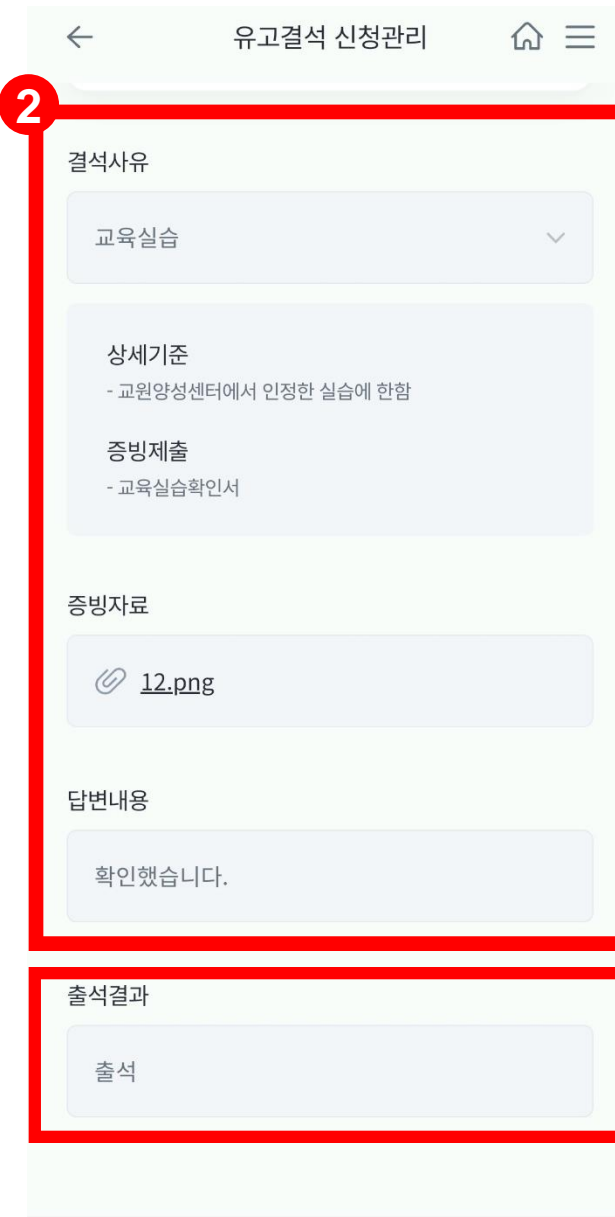 유고결석 신청관리
2
결석사유
교육실습
상세기준
- 교원양성센터에서 인정한 실습에 한함
증빙제출
- 교육실습확인서
증빙자료
12.png
답변내용
확인했습니다.
출석결과
출석